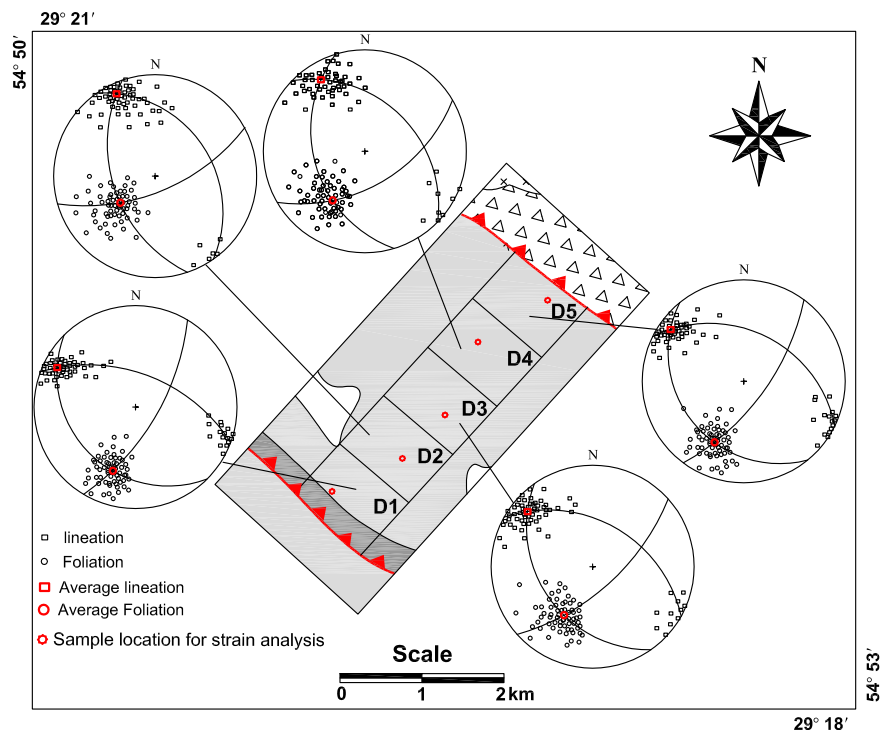 29° 21′
54° 50′
N
N
N
N
N
N
D5
D4
D3
D2
D1
lineation
Foliation
Average lineation
Average Foliation
Sample location for strain analysis
Scale
0 1 2 km
54° 53′
29° 18′